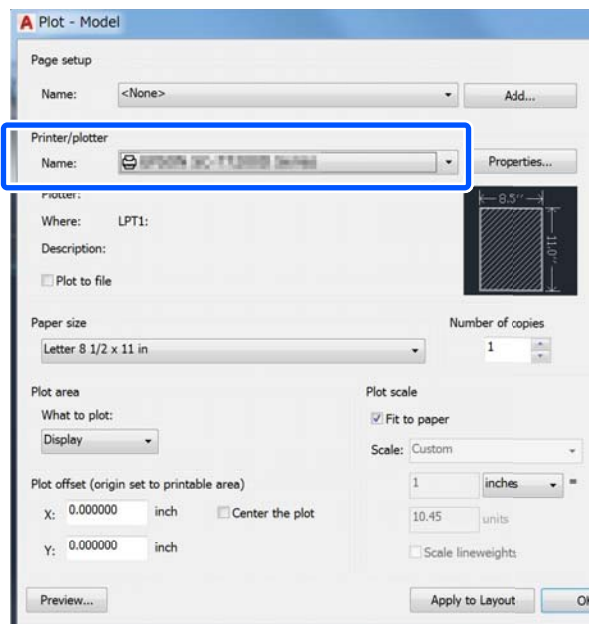 Plot - Model
Page setup
Name: <None> Add...
Printer/plotter
Name: Properties...
Plotter:
Where: LPT1:
Description:
Plot to file
8.5''
11.0''
Paper size
Number of copies
Letter 8 1/2 x 11 in
1
Plot area
What to plot:
Display
Plot scale
Fit to paper
Scale: Custom
1 inches =
10.45 units
Scale lineweights
Plot offset (origin set to printable area)
X: 0.000000 inch Center the plot
Y: 0.000000 inch
Preview... Apply to Layout OK